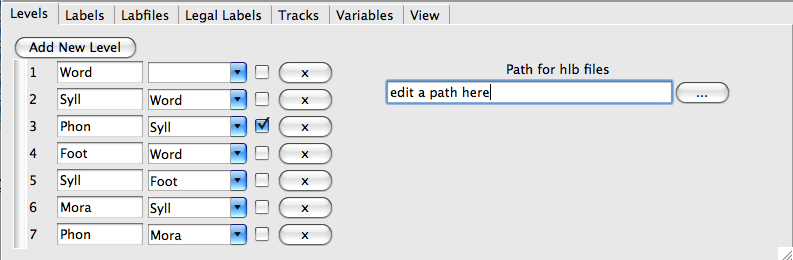 Levels Labels Labfiles Legal Labels Tracks Variables View
Add New Level
Path for hlb files
edit a path here ...
1 Word x
2 Syll Word x
3 Phon Syll x
4 Foot Word x
5 Syll Foot x
6 Mora Syll x
7 Phon Mora x